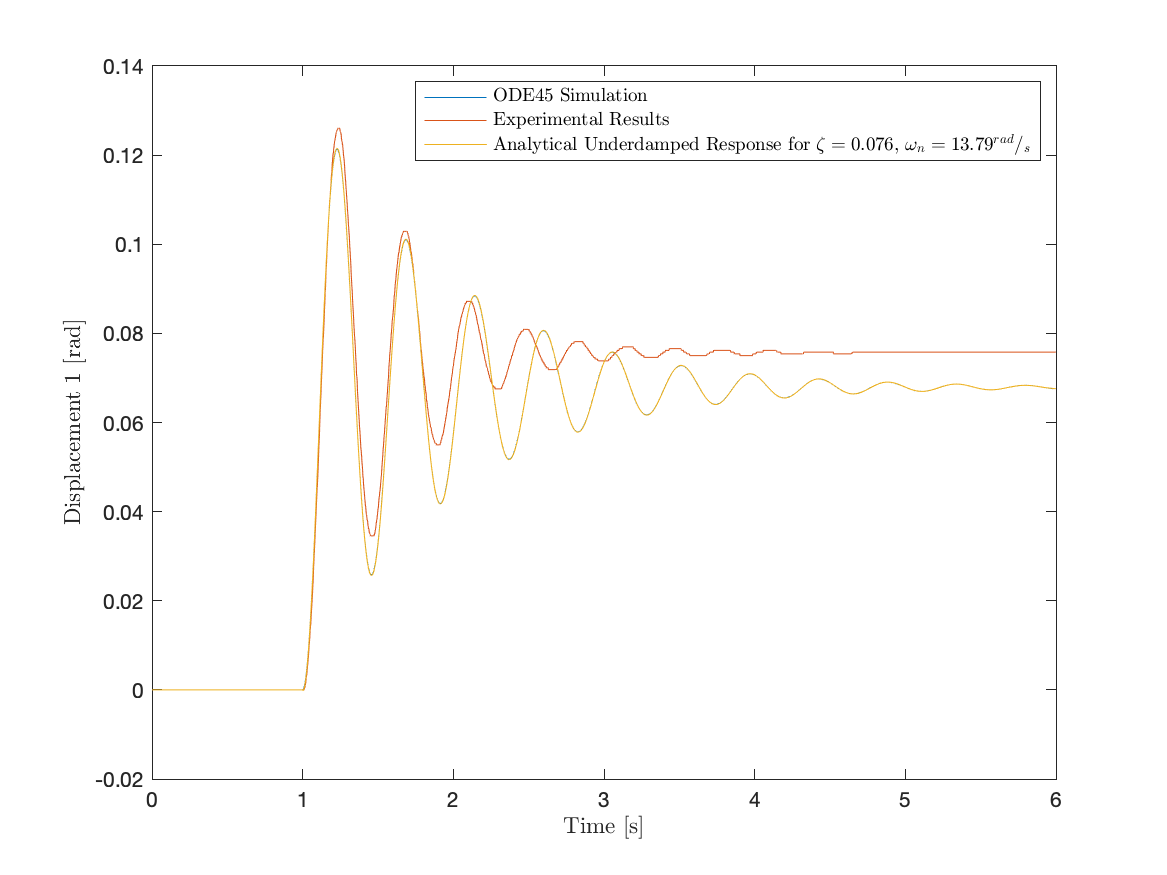 0.14
0.12
0.1
0.08
0.06
0.04
0.02
0
-0.02
Displacement 1 [rad]
ODE45 Simulation
Experimental Results
Analytical Underdamped Response for ζ = 0.076, ωₙ = 13.79 rad/s
0 1 2 3 4 5 6
Time [s]